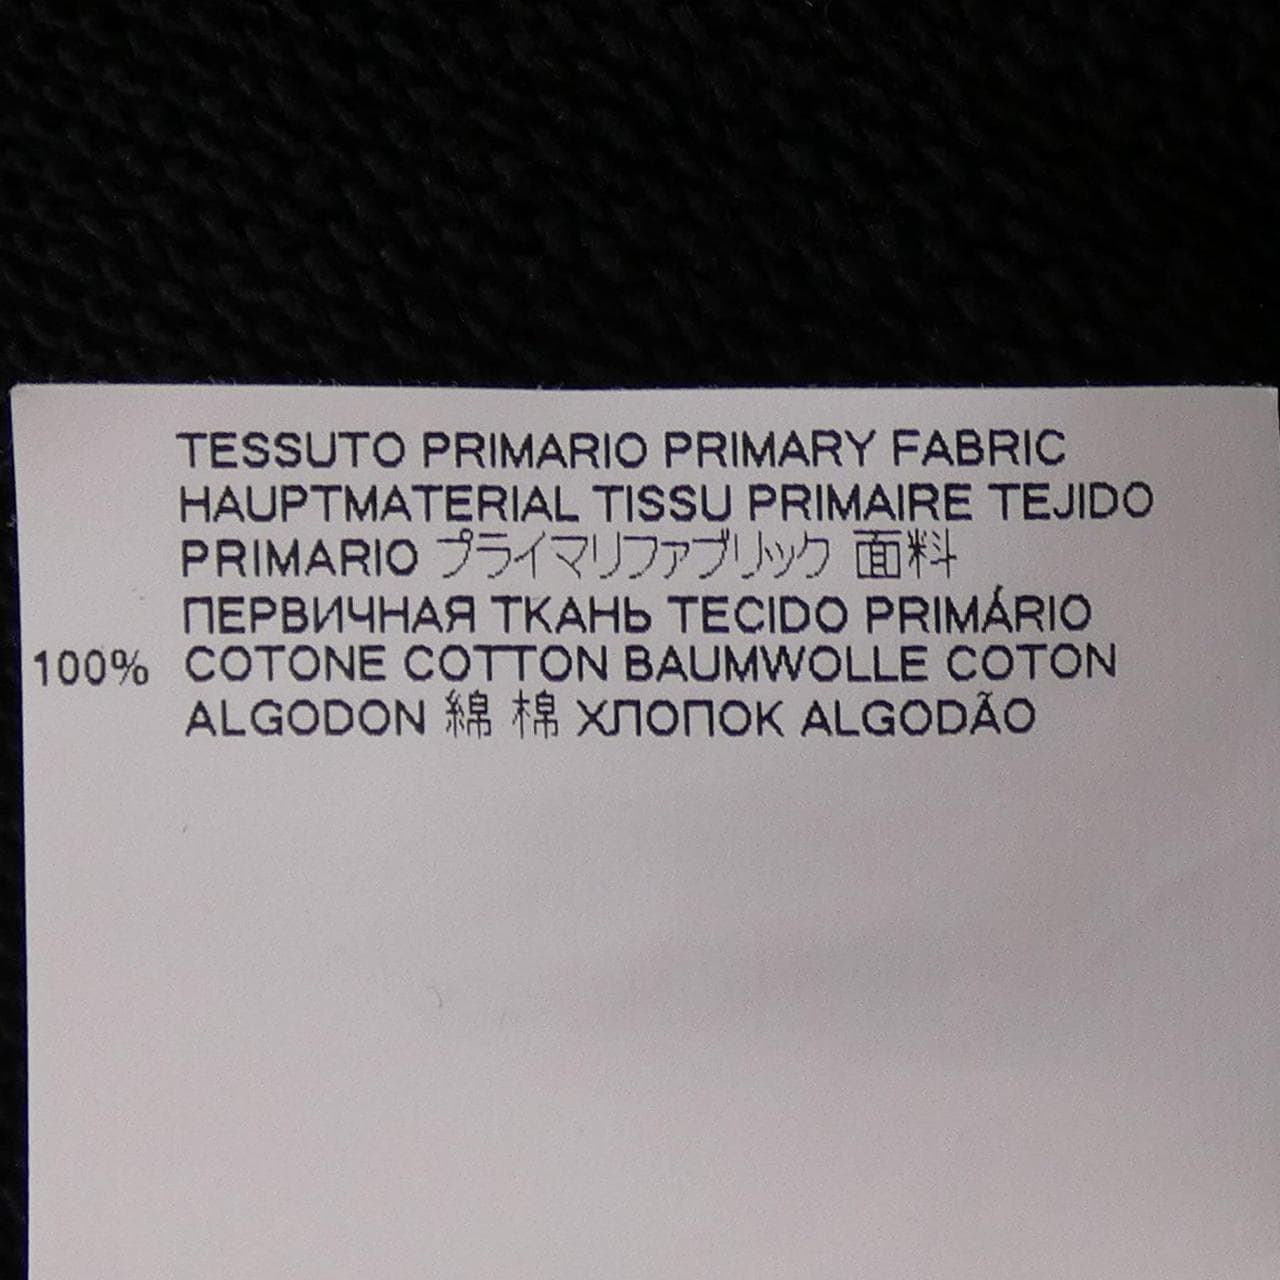 TESSUTO PRIMARIO PRIMARY FABRIC
HAUPTMATERIAL TISSU PRIMAIRE TEJIDO
PRIMARIO プライマリファブリック 面料
ПЕРВИЧНАЯ ТКАНЬ TECIDO PRIMÁRIO
100% COTONE COTTON BAUMWOLLE COTON
ALGODON 綿 棉 ХЛОПОК ALGODÃO